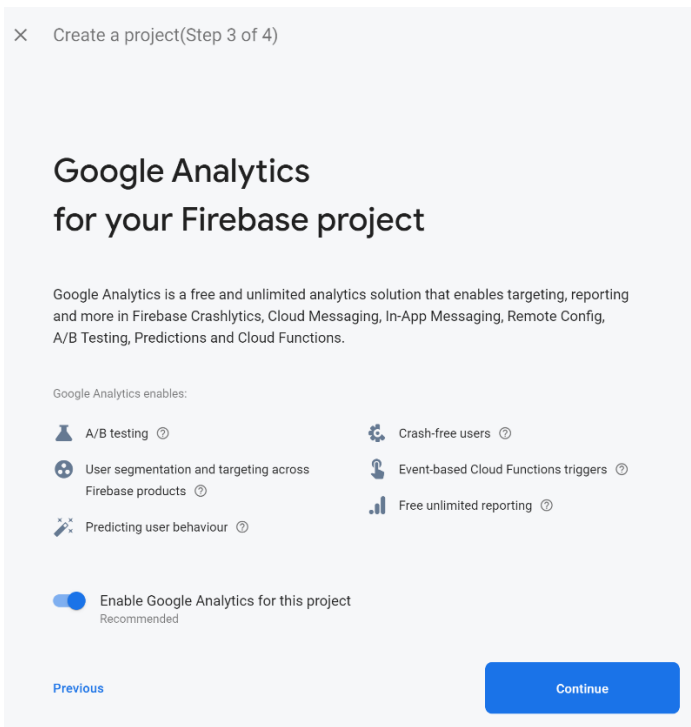 Create a project(Step 3 of 4)
Google Analytics
for your Firebase project
Google Analytics is a free and unlimited analytics solution that enables targeting, reporting
and more in Firebase Crashlytics, Cloud Messaging, In-App Messaging, Remote Config,
A/B Testing, Predictions and Cloud Functions.
Google Analytics enables:
A/B testing
User segmentation and targeting across
Firebase products
Predicting user behaviour
Crash-free users
Event-based Cloud Functions triggers
Free unlimited reporting
Enable Google Analytics for this project
Recommended
Previous
Continue